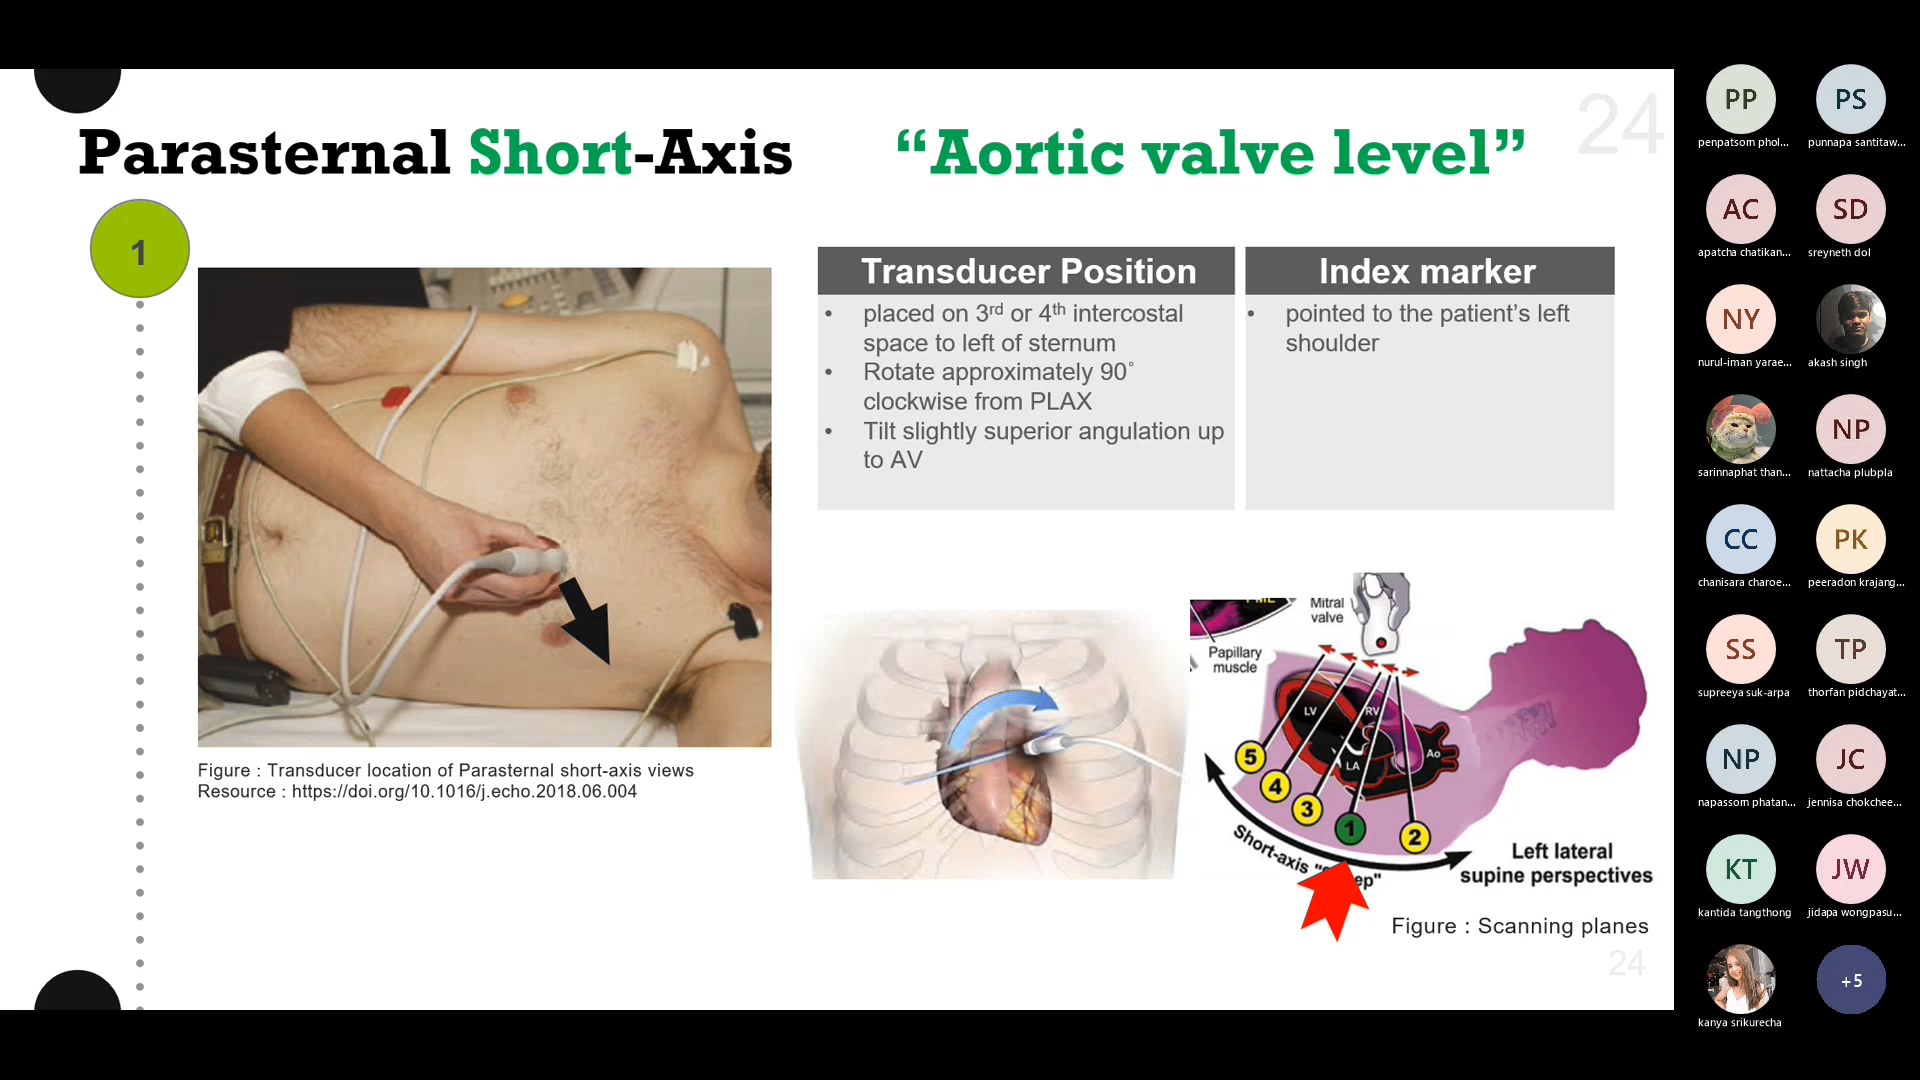 24
Parasternal Short-Axis “Aortic valve level”
1
Transducer Position
• placed on 3rd or 4th intercostal
space to left of sternum
• Rotate approximately 90˚
clockwise from PLAX
• Tilt slightly superior angulation up
to AV
Index marker
• pointed to the patient’s left
shoulder
Figure : Transducer location of Parasternal short-axis views
Resource : https://doi.org/10.1016/j.echo.2018.06.004
Mitral
valve
Papillary
muscle
LV
RV
LA
Ao
5
4
3
1
2
Short-axis
Left lateral
supine perspectives
Figure : Scanning planes
24
PP
penpatsorn phol...
PS
punnapa santitaw...
AC
apatcha chatikan...
SD
sreyneth dol
NY
nurul-iman yarae...
akash singh
sarinnaphat than...
NP
nattacha plubpla
CC
chanisara charoe...
PK
peeradon krajang...
SS
supreeya suk-arpa
TP
thorfan pidchayat...
NP
napassorn phatan...
JC
jennisa chokchee...
KT
kantida tangthong
JW
jidapa wongpasu...
kanya srikurecha
+5